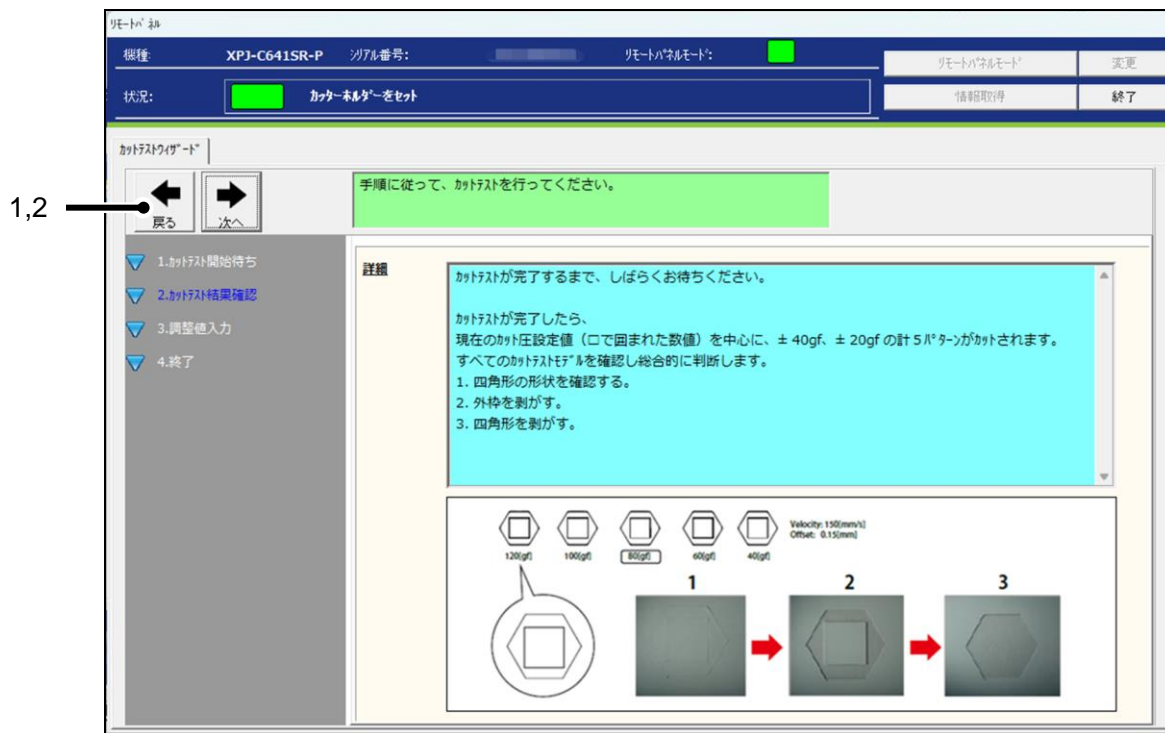 ﾘﾓｰﾄﾊﾟﾈﾙ
機種:
XPJ-C641SR-P
ｼﾘｱﾙ番号:
ﾘﾓｰﾄﾊﾟﾈﾙﾓｰﾄﾞ:
ﾘﾓｰﾄﾊﾟﾈﾙﾓｰﾄﾞ
変更
状況:
ｶｯﾀｰﾎﾙﾀﾞｰをｾｯﾄ
情報取得
終了
ｶｯﾄﾃｽﾄｳｨｻﾞｰﾄﾞ
1,2
戻る
次へ
手順に従って、ｶｯﾄﾃｽﾄを行ってください。
1.ｶｯﾄﾃｽﾄ開始待ち
2.ｶｯﾄﾃｽﾄ結果確認
3.調整値入力
4.終了
詳細
ｶｯﾄﾃｽﾄが完了するまで、しばらくお待ちください。
ｶｯﾄﾃｽﾄが完了したら、
現在のｶｯﾄ圧設定値（口で囲まれた数値）を中心に、± 40gf、± 20gf の計５ﾊﾟﾀｰﾝがｶｯﾄされます。
すべてのｶｯﾄﾃｽﾄﾓﾃﾞﾙを確認し総合的に判断します。
1. 四角形の形状を確認する。
2. 外枠を剥がす。
3. 四角形を剥がす。
120[gf]
100[gf]
80[gf]
60[gf]
40[gf]
Velocity: 150[mm/s]
Offset: 0.15[mm]
1
2
3